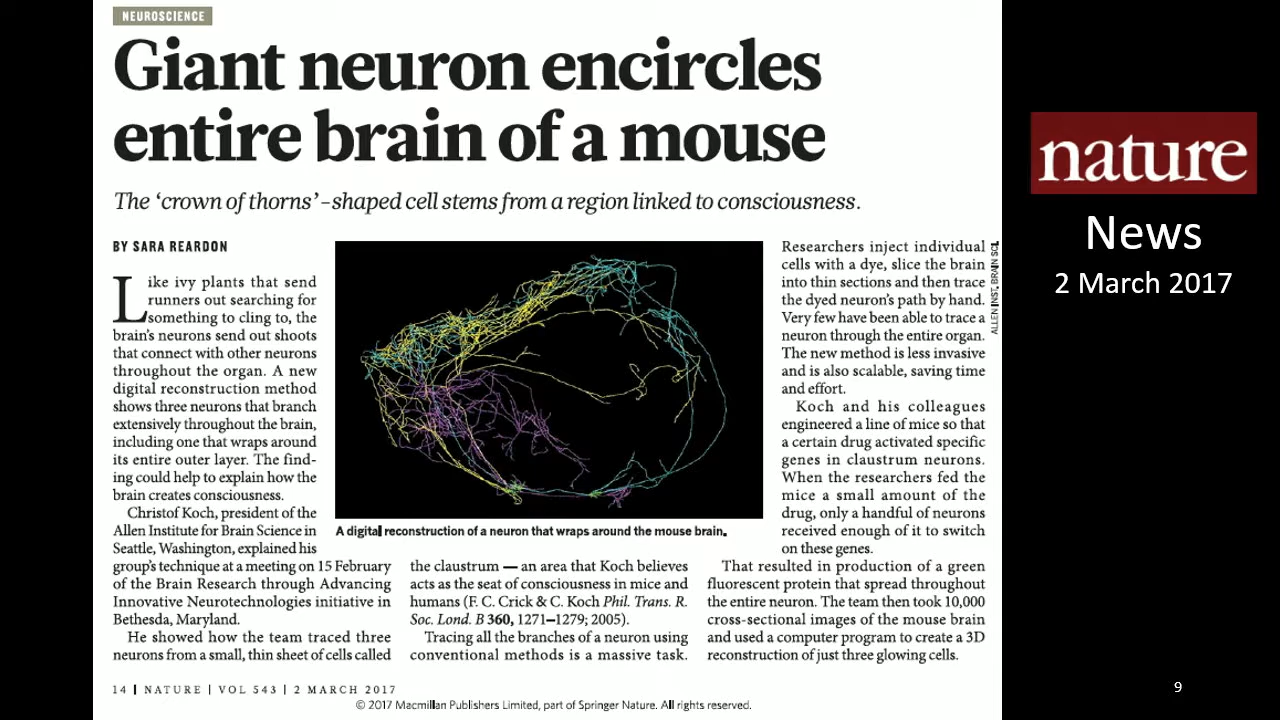 NEUROSCIENCE
Giant neuron encircles
entire brain of a mouse
The ‘crown of thorns’-shaped cell stems from a region linked to consciousness.
BY SARA REARDON
Like ivy plants that send
runners out searching for
something to cling to, the
brain’s neurons send out shoots
that connect with other neurons
throughout the organ. A new
digital reconstruction method
shows three neurons that branch
extensively throughout the brain,
including one that wraps around
its entire outer layer. The find-
ing could help to explain how the
brain creates consciousness.
Christof Koch, president of the
Allen Institute for Brain Science in
Seattle, Washington, explained his
group’s technique at a meeting on 15 February
of the Brain Research through Advancing
Innovative Neurotechnologies initiative in
Bethesda, Maryland.
He showed how the team traced three
neurons from a small, thin sheet of cells called
A digital reconstruction of a neuron that wraps around the mouse brain.
the claustrum — an area that Koch believes
acts as the seat of consciousness in mice and
humans (F. C. Crick & C. Koch Phil. Trans. R.
Soc. Lond. B 360, 1271–1279; 2005).
Tracing all the branches of a neuron using
conventional methods is a massive task.
Researchers inject individual
cells with a dye, slice the brain
into thin sections and then trace
the dyed neuron’s path by hand.
Very few have been able to trace a
neuron through the entire organ.
The new method is less invasive
and is also scalable, saving time
and effort.
Koch and his colleagues
engineered a line of mice so that
a certain drug activated specific
genes in claustrum neurons.
When the researchers fed the
mice a small amount of the
drug, only a handful of neurons
received enough of it to switch
on these genes.
That resulted in production of a green
fluorescent protein that spread throughout
the entire neuron. The team then took 10,000
cross-sectional images of the mouse brain
and used a computer program to create a 3D
reconstruction of just three glowing cells.
ALLEN INST. BRAIN SCI.
14 | NATURE | VOL 543 | 2 MARCH 2017
© 2017 Macmillan Publishers Limited, part of Springer Nature. All rights reserved.
nature
News
2 March 2017
9